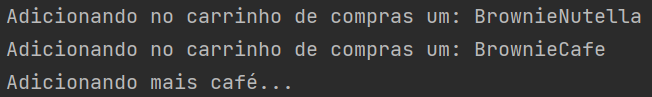 Adicionando no carrinho de compras um: BrownieNutella
Adicionando no carrinho de compras um: BrownieCafe
Adicionando mais café...